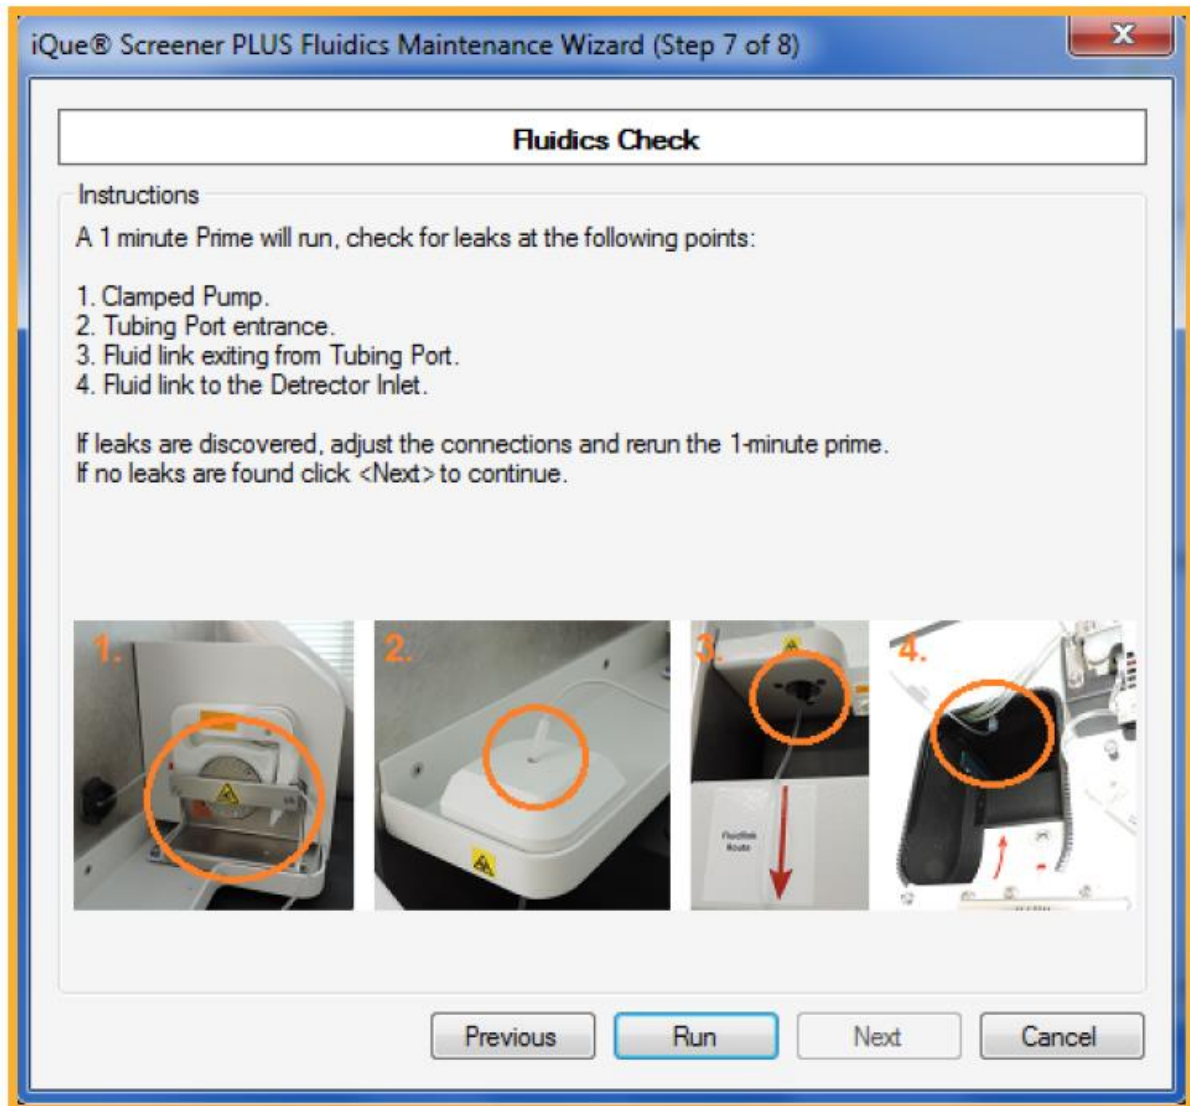 iQue® Screener PLUS Fluidics Maintenance Wizard (Step 7 of 8)
Fluidics Check
Instructions
A 1 minute Prime will run, check for leaks at the following points:
1. Clamped Pump.
2. Tubing Port entrance.
3. Fluid link exiting from Tubing Port.
4. Fluid link to the Detrector Inlet.
If leaks are discovered, adjust the connections and rerun the 1-minute prime.
If no leaks are found click <Next> to continue.
1.
2.
3.
4.
Fluidlink
Route
Previous
Run
Next
Cancel